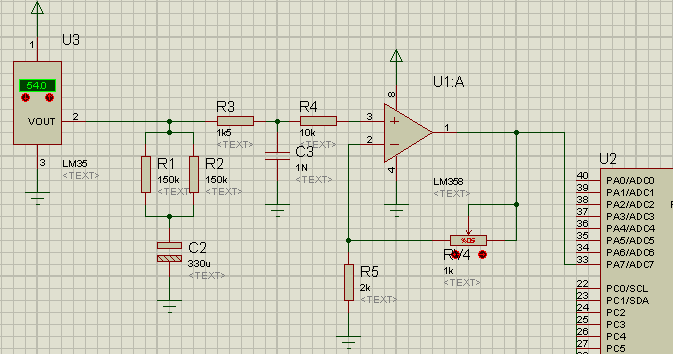 U3
1
54.0
VOUT
2
3
LM35
<TEXT>
R1
150k
<TEXT>
R2
150k
<TEXT>
C2
330u
<TEXT>
R3
1k5
<TEXT>
C3
1N
<TEXT>
R4
10k
<TEXT>
U1:A
8
3
2
1
4
LM358
<TEXT>
R5
2k
<TEXT>
1k
<TEXT>
U2
40 PA0/ADC0
39 PA1/ADC1
38 PA2/ADC2
37 PA3/ADC3
36 PA4/ADC4
35 PA5/ADC5
34 PA6/ADC6
33 PA7/ADC7
22 PC0/SCL
23 PC1/SDA
24 PC2
25 PC3
26 PC4
27 PC5